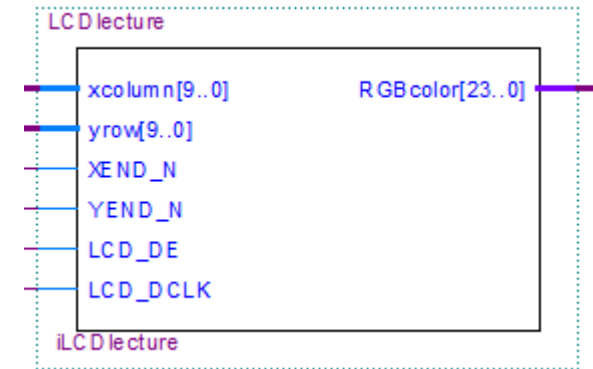 LCDlecture
xcolumn[9..0] RGBcolor[23..0]
yrow[9..0]
XEND_N
YEND_N
LCD_DE
LCD_DCLK
iLCDlecture